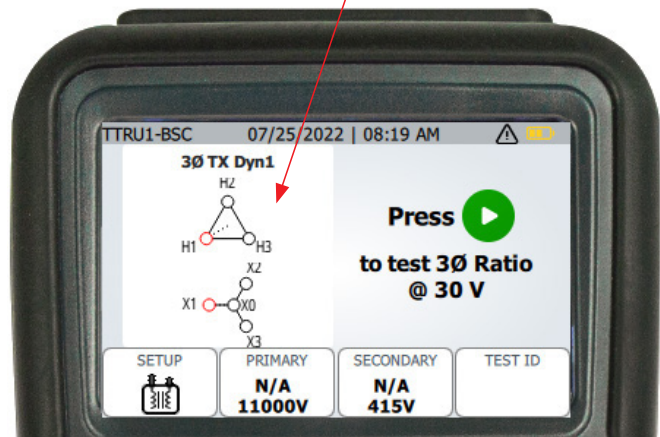 TTRU1-BSC 07/25/2022 | 08:19 AM
3Ø TX Dyn1
H2
H1 H3
X2
X1 X0
X3
Press
to test 3Ø Ratio
@ 30 V
SETUP PRIMARY SECONDARY TEST ID
N/A N/A
11000V 415V